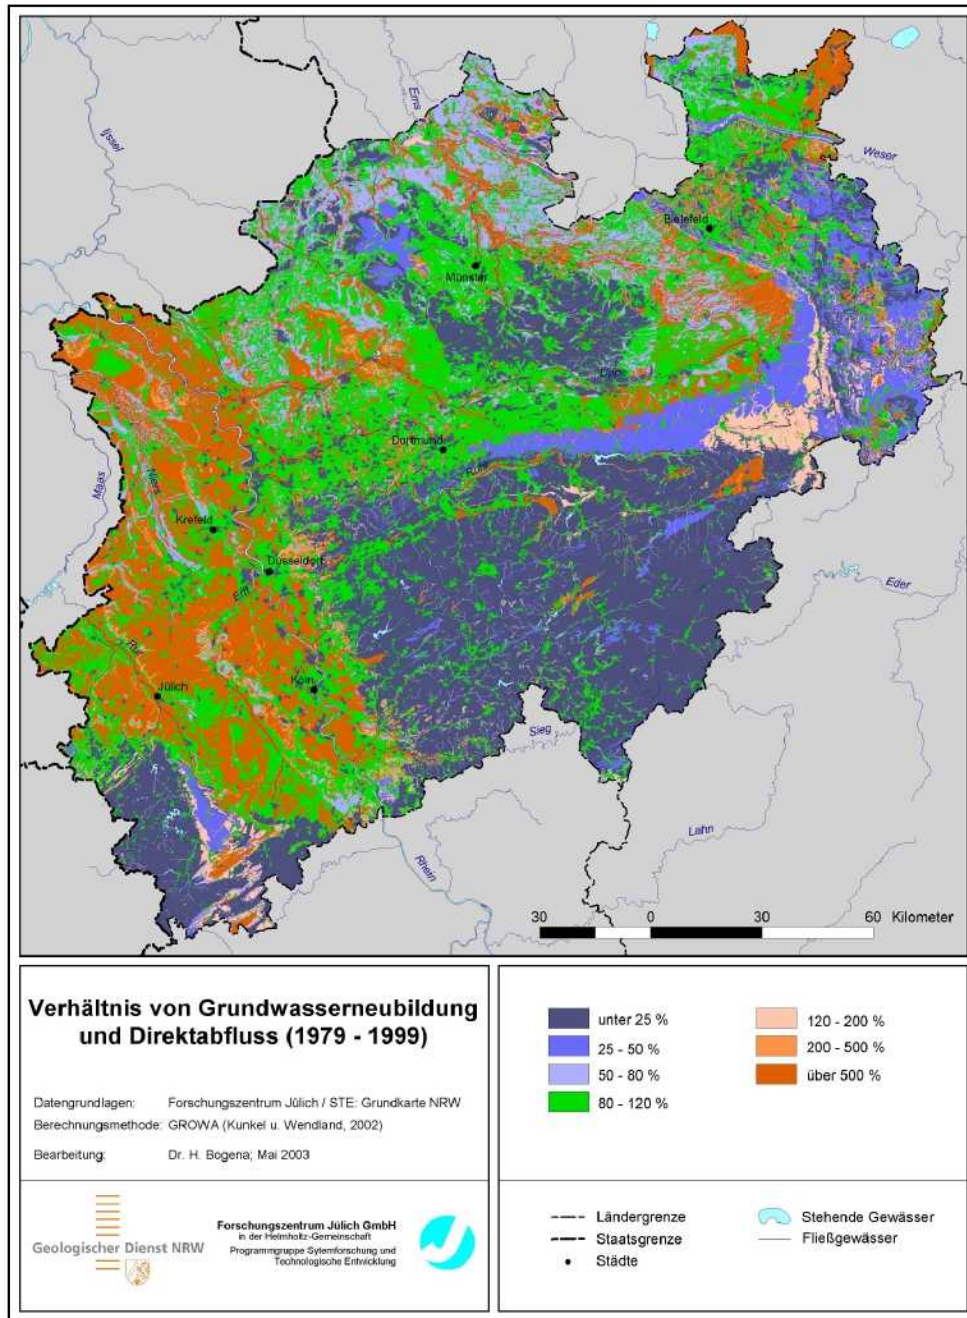 Ijssel
Ems
Weser
Bielefeld
Münster
Lipp
Dortmund
Ruhr
Maas
Niers
Krefeld
Düsseldorf
Erft
Eder
Rur
Jülich
Köln
Sieg
Lahn
Rhein
30 0 30 60 Kilometer
Verhältnis von Grundwasserneubildung
und Direktabfluss (1979 - 1999)
Datengrundlagen: Forschungszentrum Jülich / STE: Grundkarte NRW
Berechnungsmethode: GROWA (Kunkel u. Wendland, 2002)
Bearbeitung: Dr. H. Bogena; Mai 2003
Geologischer Dienst NRW
Forschungszentrum Jülich GmbH
in der Helmholtz-Gemeinschaft
Programmgruppe Sytemforschung und
Technologische Entwicklung
unter 25 %
25 - 50 %
50 - 80 %
80 - 120 %
120 - 200 %
200 - 500 %
über 500 %
Ländergrenze
Staatsgrenze
Städte
Stehende Gewässer
Fließgewässer